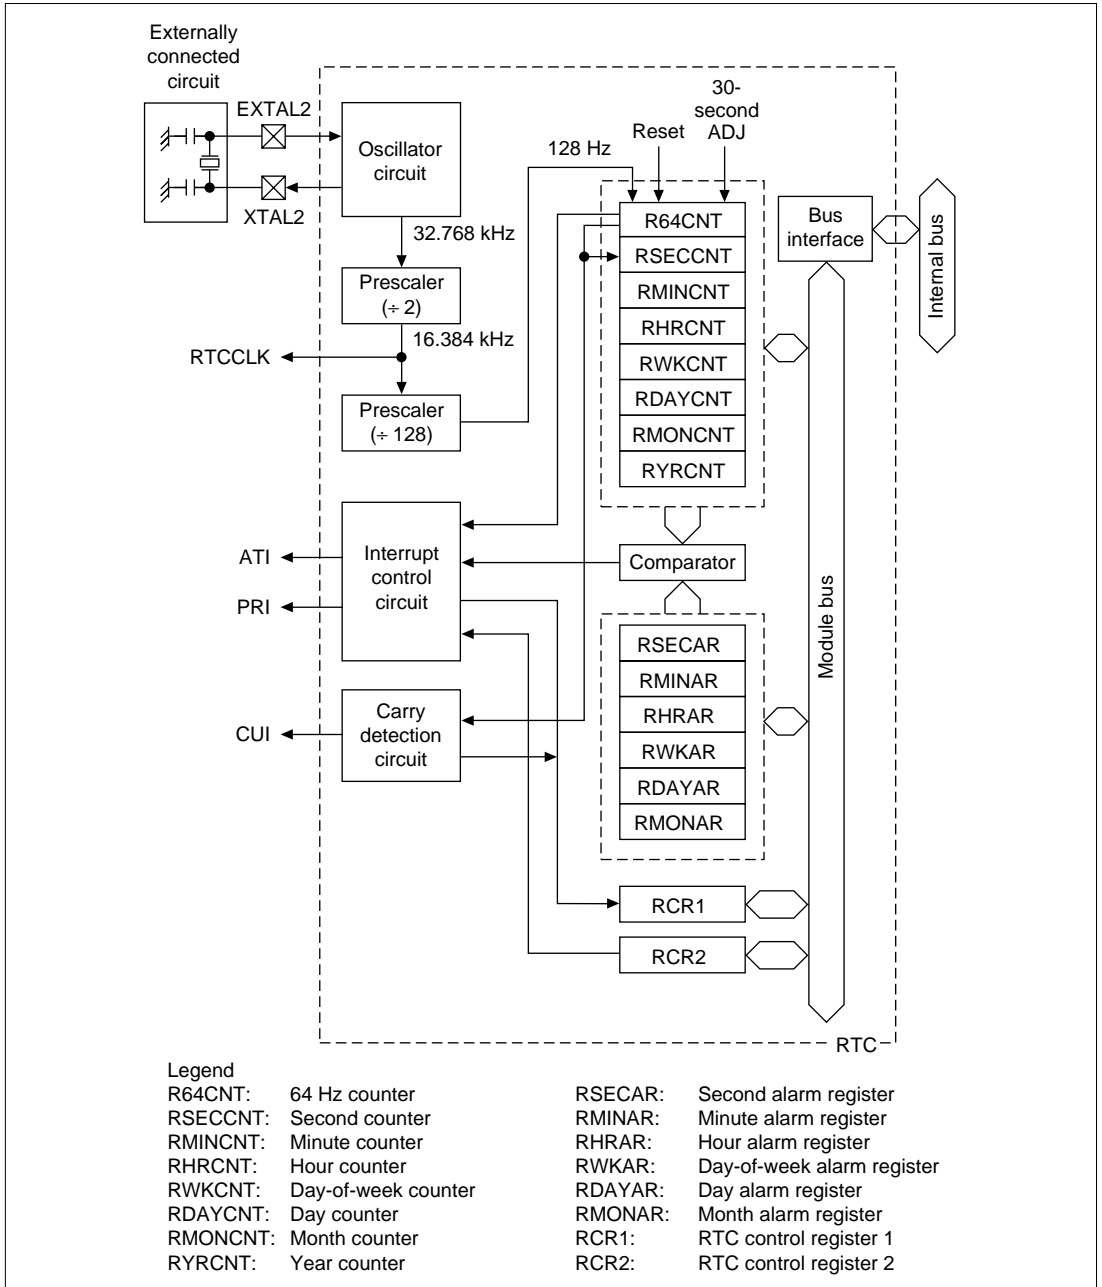 Externally
connected
circuit
EXTAL2
XTAL2
Oscillator
circuit
32.768 kHz
Prescaler
(÷ 2)
16.384 kHz
RTCCLK
Prescaler
(÷ 128)
128 Hz
Reset
30-
second
ADJ
R64CNT
RSECCNT
RMINCNT
RHRCNT
RWKCNT
RDAYCNT
RMONCNT
RYRCNT
Bus
interface
Internal bus
Module bus
ATI
PRI
Interrupt
control
circuit
Comparator
CUI
Carry
detection
circuit
RSECAR
RMINAR
RHRAR
RWKAR
RDAYAR
RMONAR
RCR1
RCR2
RTC
Legend
R64CNT: 64 Hz counter
RSECCNT: Second counter
RMINCNT: Minute counter
RHRCNT: Hour counter
RWKCNT: Day-of-week counter
RDAYCNT: Day counter
RMONCNT: Month counter
RYRCNT: Year counter
RSECAR: Second alarm register
RMINAR: Minute alarm register
RHRAR: Hour alarm register
RWKAR: Day-of-week alarm register
RDAYAR: Day alarm register
RMONAR: Month alarm register
RCR1: RTC control register 1
RCR2: RTC control register 2